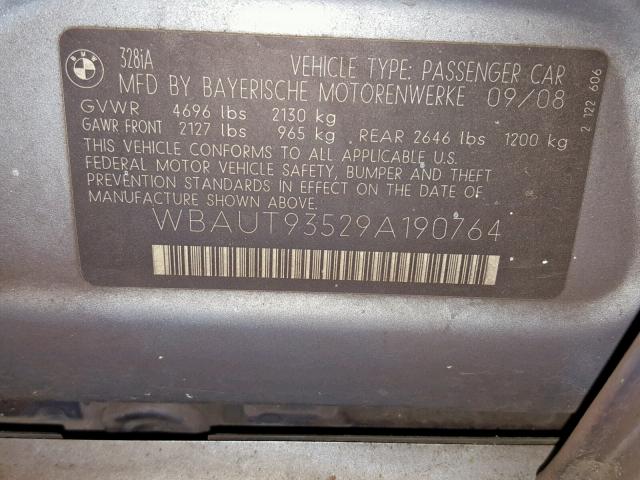 BMW
328iA VEHICLE TYPE: PASSENGER CAR
MFD BY BAYERISCHE MOTORENWERKE 09/08
GVWR 4696 lbs 2130 kg
GAWR FRONT 2127 lbs 965 kg REAR 2646 lbs 1200 kg
THIS VEHICLE CONFORMS TO ALL APPLICABLE U.S.
FEDERAL MOTOR VEHICLE SAFETY, BUMPER AND THEFT
PREVENTION STANDARDS IN EFFECT ON THE DATE OF
MANUFACTURE SHOWN ABOVE.
WBAUT93529A190764
2 122 606